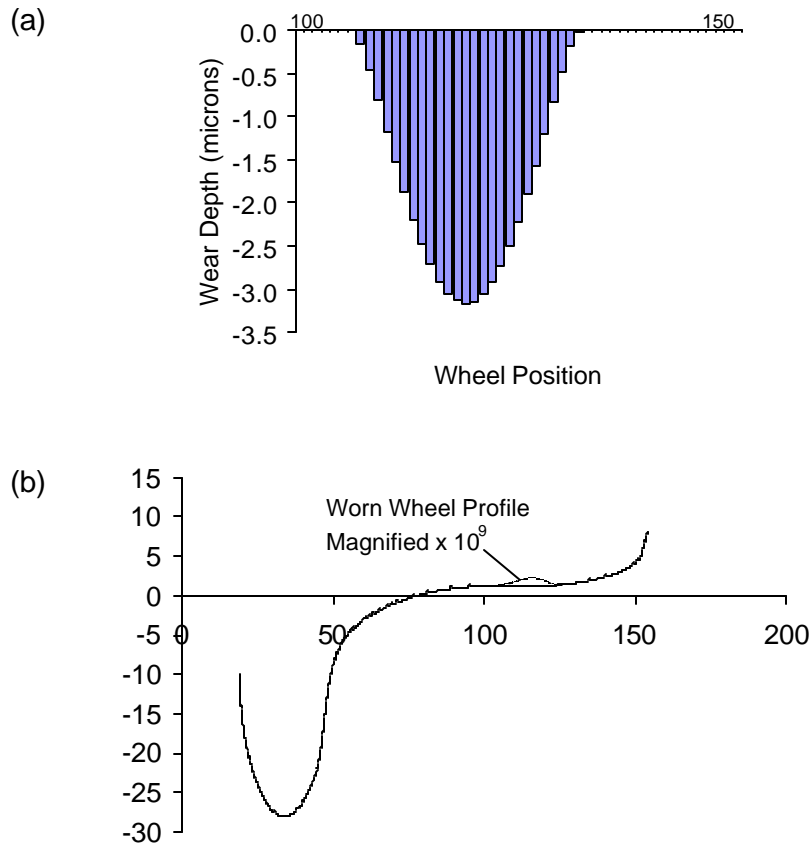 (a)
100 150
0.0
-0.5
-1.0
-1.5
-2.0
-2.5
-3.0
-3.5
Wear Depth (microns)
Wheel Position
(b)
15
10
5
0
-5
-10
-15
-20
-25
-30
Worn Wheel Profile
Magnified x 10⁹
0 50 100 150 200